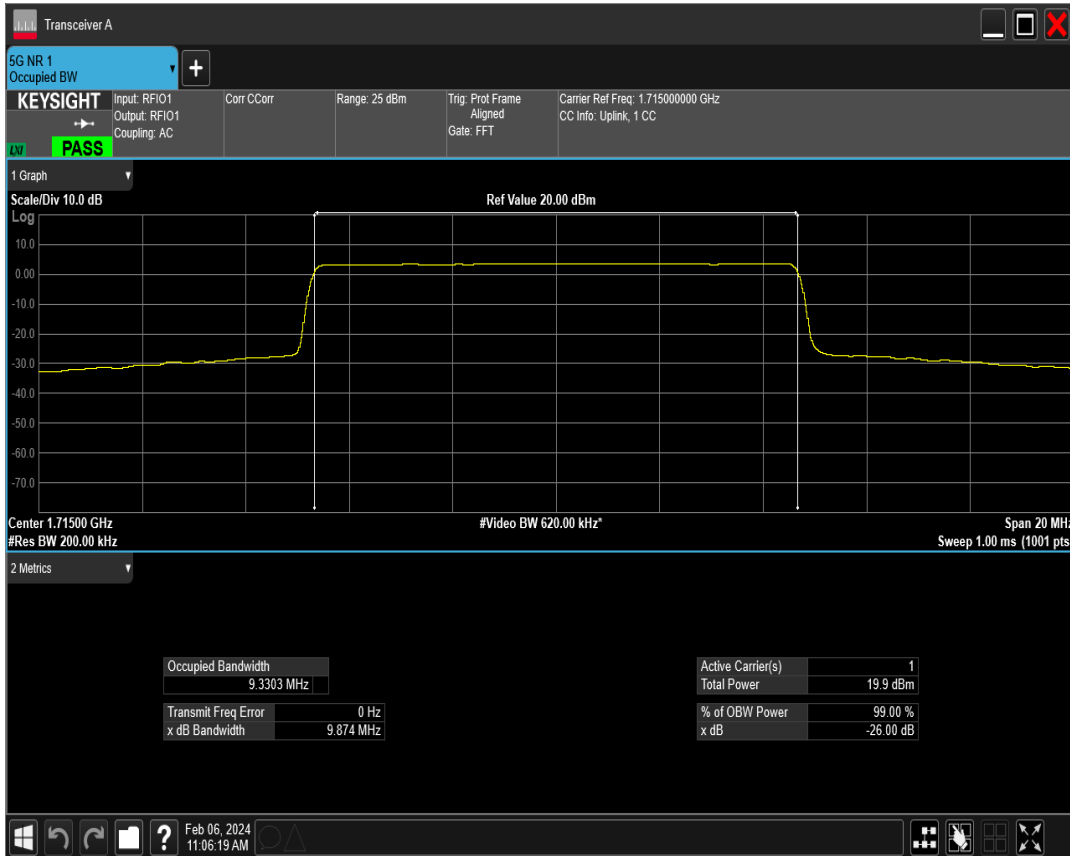 Transceiver A
5G NR 1
Occupied BW
KEYSIGHT
LXI
PASS
Input: RFIO1
Output: RFIO1
Coupling: AC
Corr CCorr
Range: 25 dBm
Trig: Prot Frame
Aligned
Gate: FFT
Carrier Ref Freq: 1.715000000 GHz
CC Info: Uplink, 1 CC
1 Graph
Scale/Div 10.0 dB
Ref Value 20.00 dBm
Log
10.0
0.00
-10.0
-20.0
-30.0
-40.0
-50.0
-60.0
-70.0
Center 1.71500 GHz
#Video BW 620.00 kHz*
Span 20 MHz
#Res BW 200.00 kHz
Sweep 1.00 ms (1001 pts
2 Metrics
Occupied Bandwidth
9.3303 MHz
Transmit Freq Error 0 Hz
x dB Bandwidth 9.874 MHz
Active Carrier(s) 1
Total Power 19.9 dBm
% of OBW Power 99.00 %
x dB -26.00 dB
?
Feb 06, 2024
11:06:19 AM